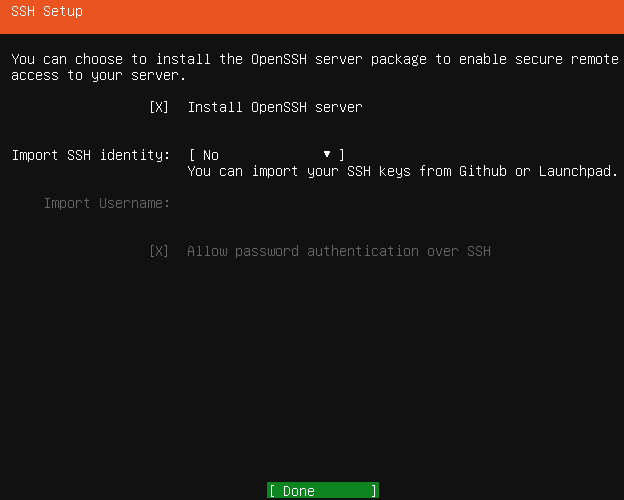 SSH Setup
You can choose to install the OpenSSH server package to enable secure remote
access to your server.
[X] Install OpenSSH server
Import SSH identity: [ No ▼ ]
You can import your SSH keys from Github or Launchpad.
Import Username:
[X] Allow password authentication over SSH
[ Done ]